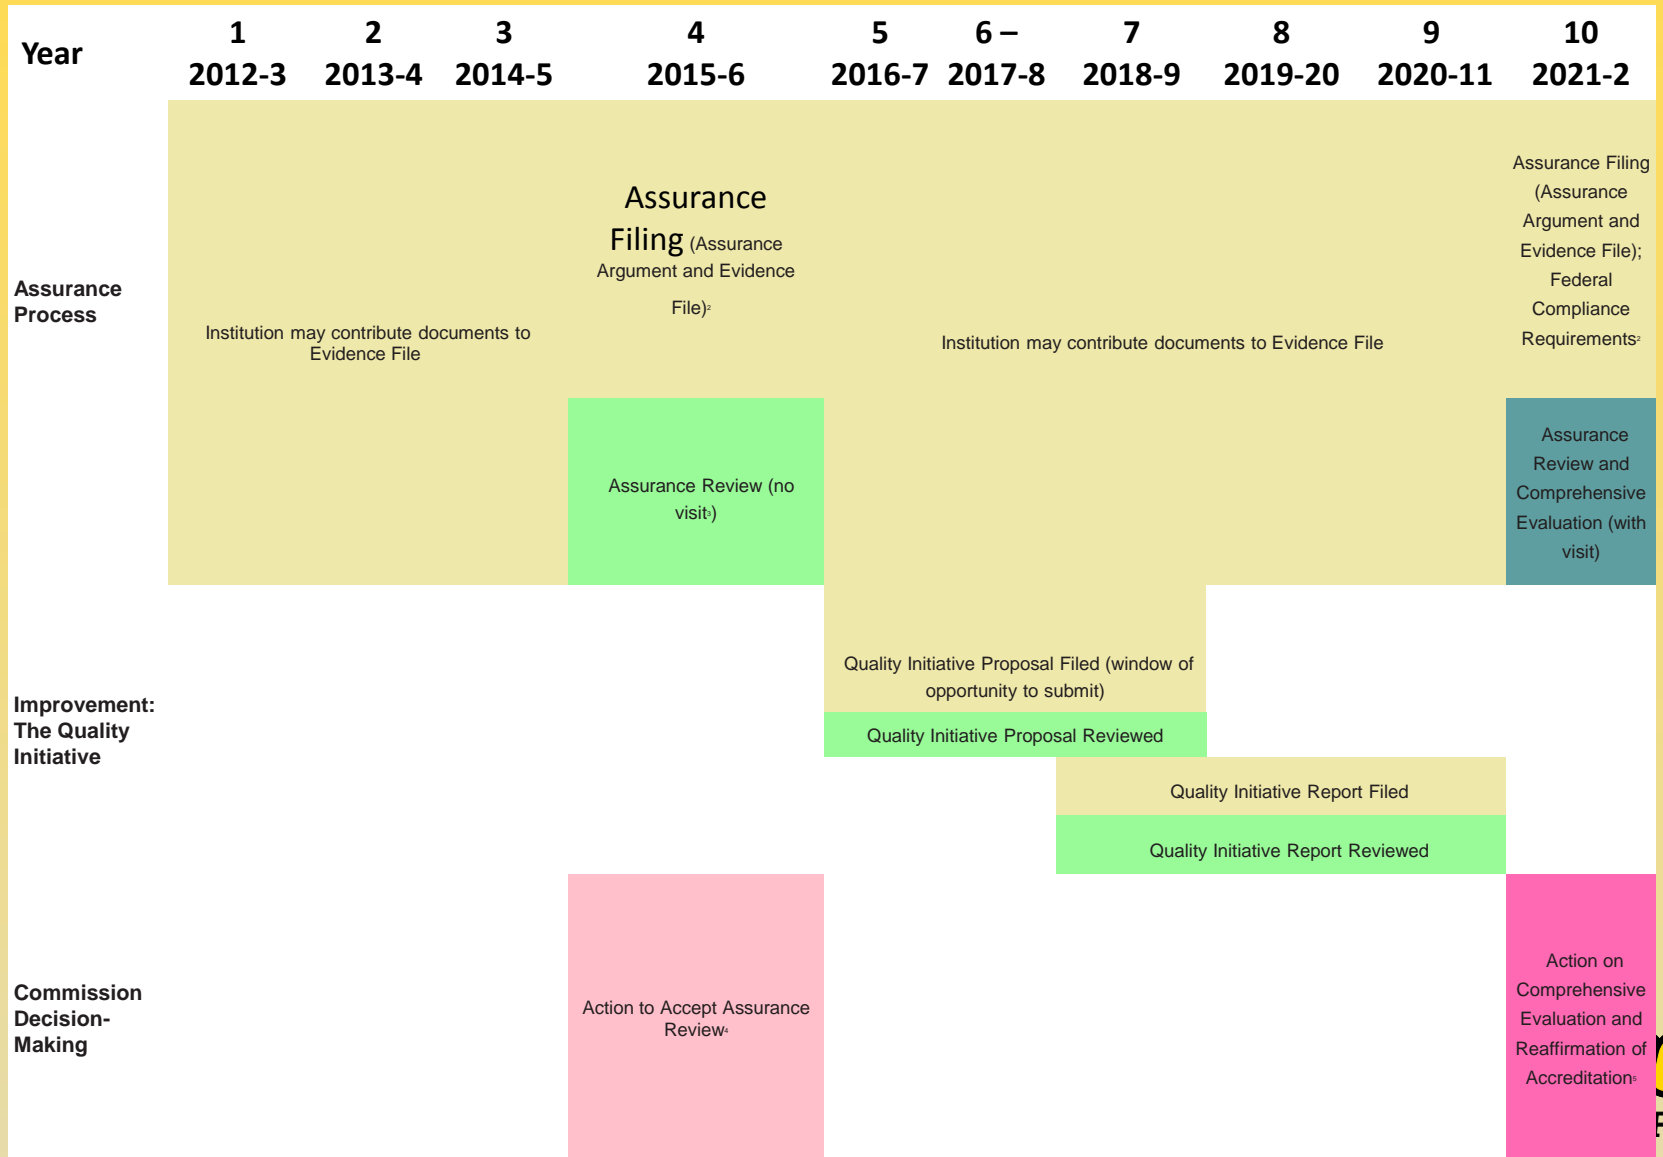 Year
1 2 3 4 5 6 – 7 8 9 10
2012-3 2013-4 2014-5 2015-6 2016-7 2017-8 2018-9 2019-20 2020-11 2021-2
Assurance
Process
Institution may contribute documents to
Evidence File
Assurance
Filing (Assurance
Argument and Evidence
File)²
Institution may contribute documents to Evidence File
Assurance Filing
(Assurance
Argument and
Evidence File);
Federal
Compliance
Requirements²
Assurance Review (no
visit³)
Assurance
Review and
Comprehensive
Evaluation (with
visit)
Improvement:
The Quality
Initiative
Quality Initiative Proposal Filed (window of
opportunity to submit)
Quality Initiative Proposal Reviewed
Quality Initiative Report Filed
Quality Initiative Report Reviewed
Commission
Decision-
Making
Action to Accept Assurance
Review⁴
Action on
Comprehensive
Evaluation and
Reaffirmation of
Accreditation⁵